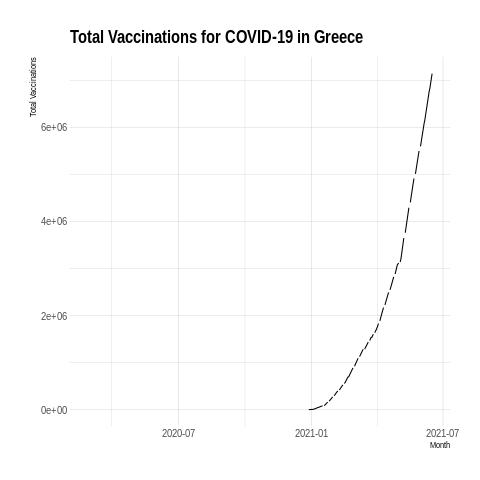 Total Vaccinations for COVID-19 in Greece
Total Vaccinations
6e+06
4e+06
2e+06
0e+00
2020-07
2021-01
2021-07
Month